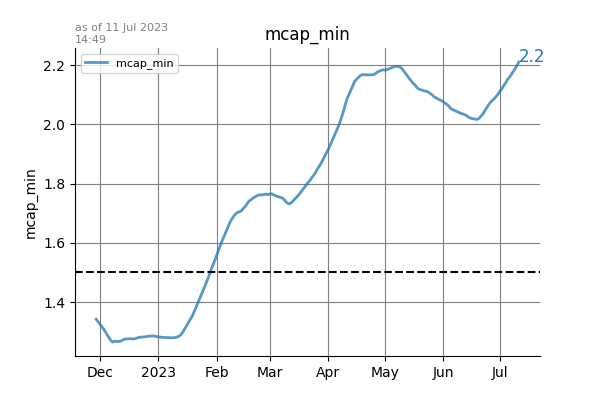 as of 11 Jul 2023
14:49
mcap_min
mcap_min
2.2
2.2
2.0
1.8
1.6
1.4
mcap_min
Dec 2023 Feb Mar Apr May Jun Jul